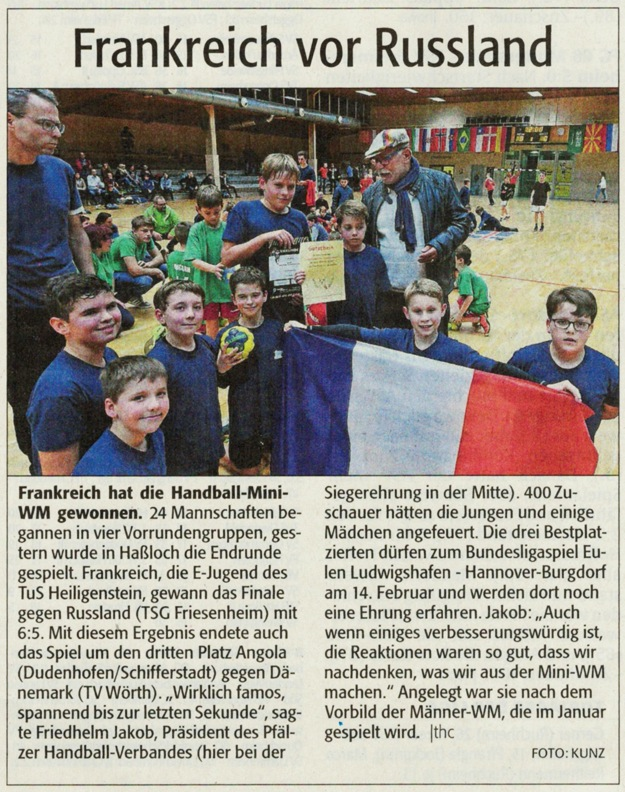 Frankreich vor Russland
Frankreich hat die Handball-Mini-
WM gewonnen. 24 Mannschaften be-
gannen in vier Vorrundengruppen, ges-
tern wurde in Haßloch die Endrunde
gespielt. Frankreich, die E-Jugend des
TuS Heiligenstein, gewann das Finale
gegen Russland (TSG Friesenheim) mit
6:5. Mit diesem Ergebnis endete auch
das Spiel um den dritten Platz Angola
(Dudenhofen/Schifferstadt) gegen Dä-
nemark (TV Wörth). „Wirklich famos,
spannend bis zur letzten Sekunde“, sag-
te Friedhelm Jakob, Präsident des Pfäl-
zer Handball-Verbandes (hier bei der
Siegerehrung in der Mitte). 400 Zu-
schauer hätten die Jungen und einige
Mädchen angefeuert. Die drei Bestplat-
zierten dürfen zum Bundesligaspiel Eu-
len Ludwigshafen - Hannover-Burgdorf
am 14. Februar und werden dort noch
eine Ehrung erfahren. Jakob: „Auch
wenn einiges verbesserungswürdig ist,
die Reaktionen waren so gut, dass wir
nachdenken, was wir aus der Mini-WM
machen.“ Angelegt war sie nach dem
Vorbild der Männer-WM, die im Januar
gespielt wird. |thc
FOTO: KUNZ